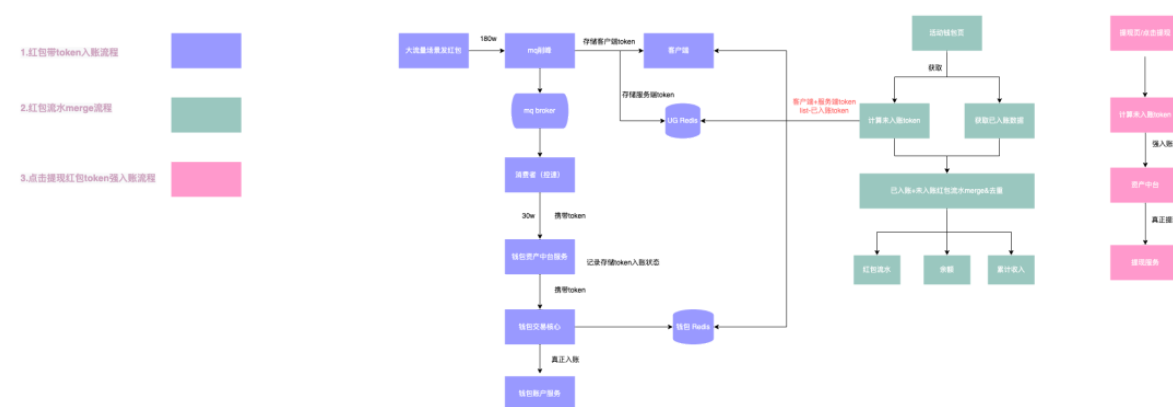 1.红包带token入账流程
2.红包流水merge流程
3.点击提现红包token强入账流程
大流量场景发红包
180w
mq削峰
存储客户端token
客户端
mq broker
存储服务端token
UG Redis
消费者（控速）
30w
携带token
钱包资产中台服务
记录存储token入账状态
携带token
钱包交易核心
钱包 Redis
真正入账
钱包账户服务
活动钱包页
获取
客户端+服务端token
list-已入账token
计算未入账token
获取已入账数据
已入账+未入账红包流水merge&去重
红包流水
余额
累计收入
提现页/点击提现
计算未入账token
强入账
资产中台
真正提
提现服务